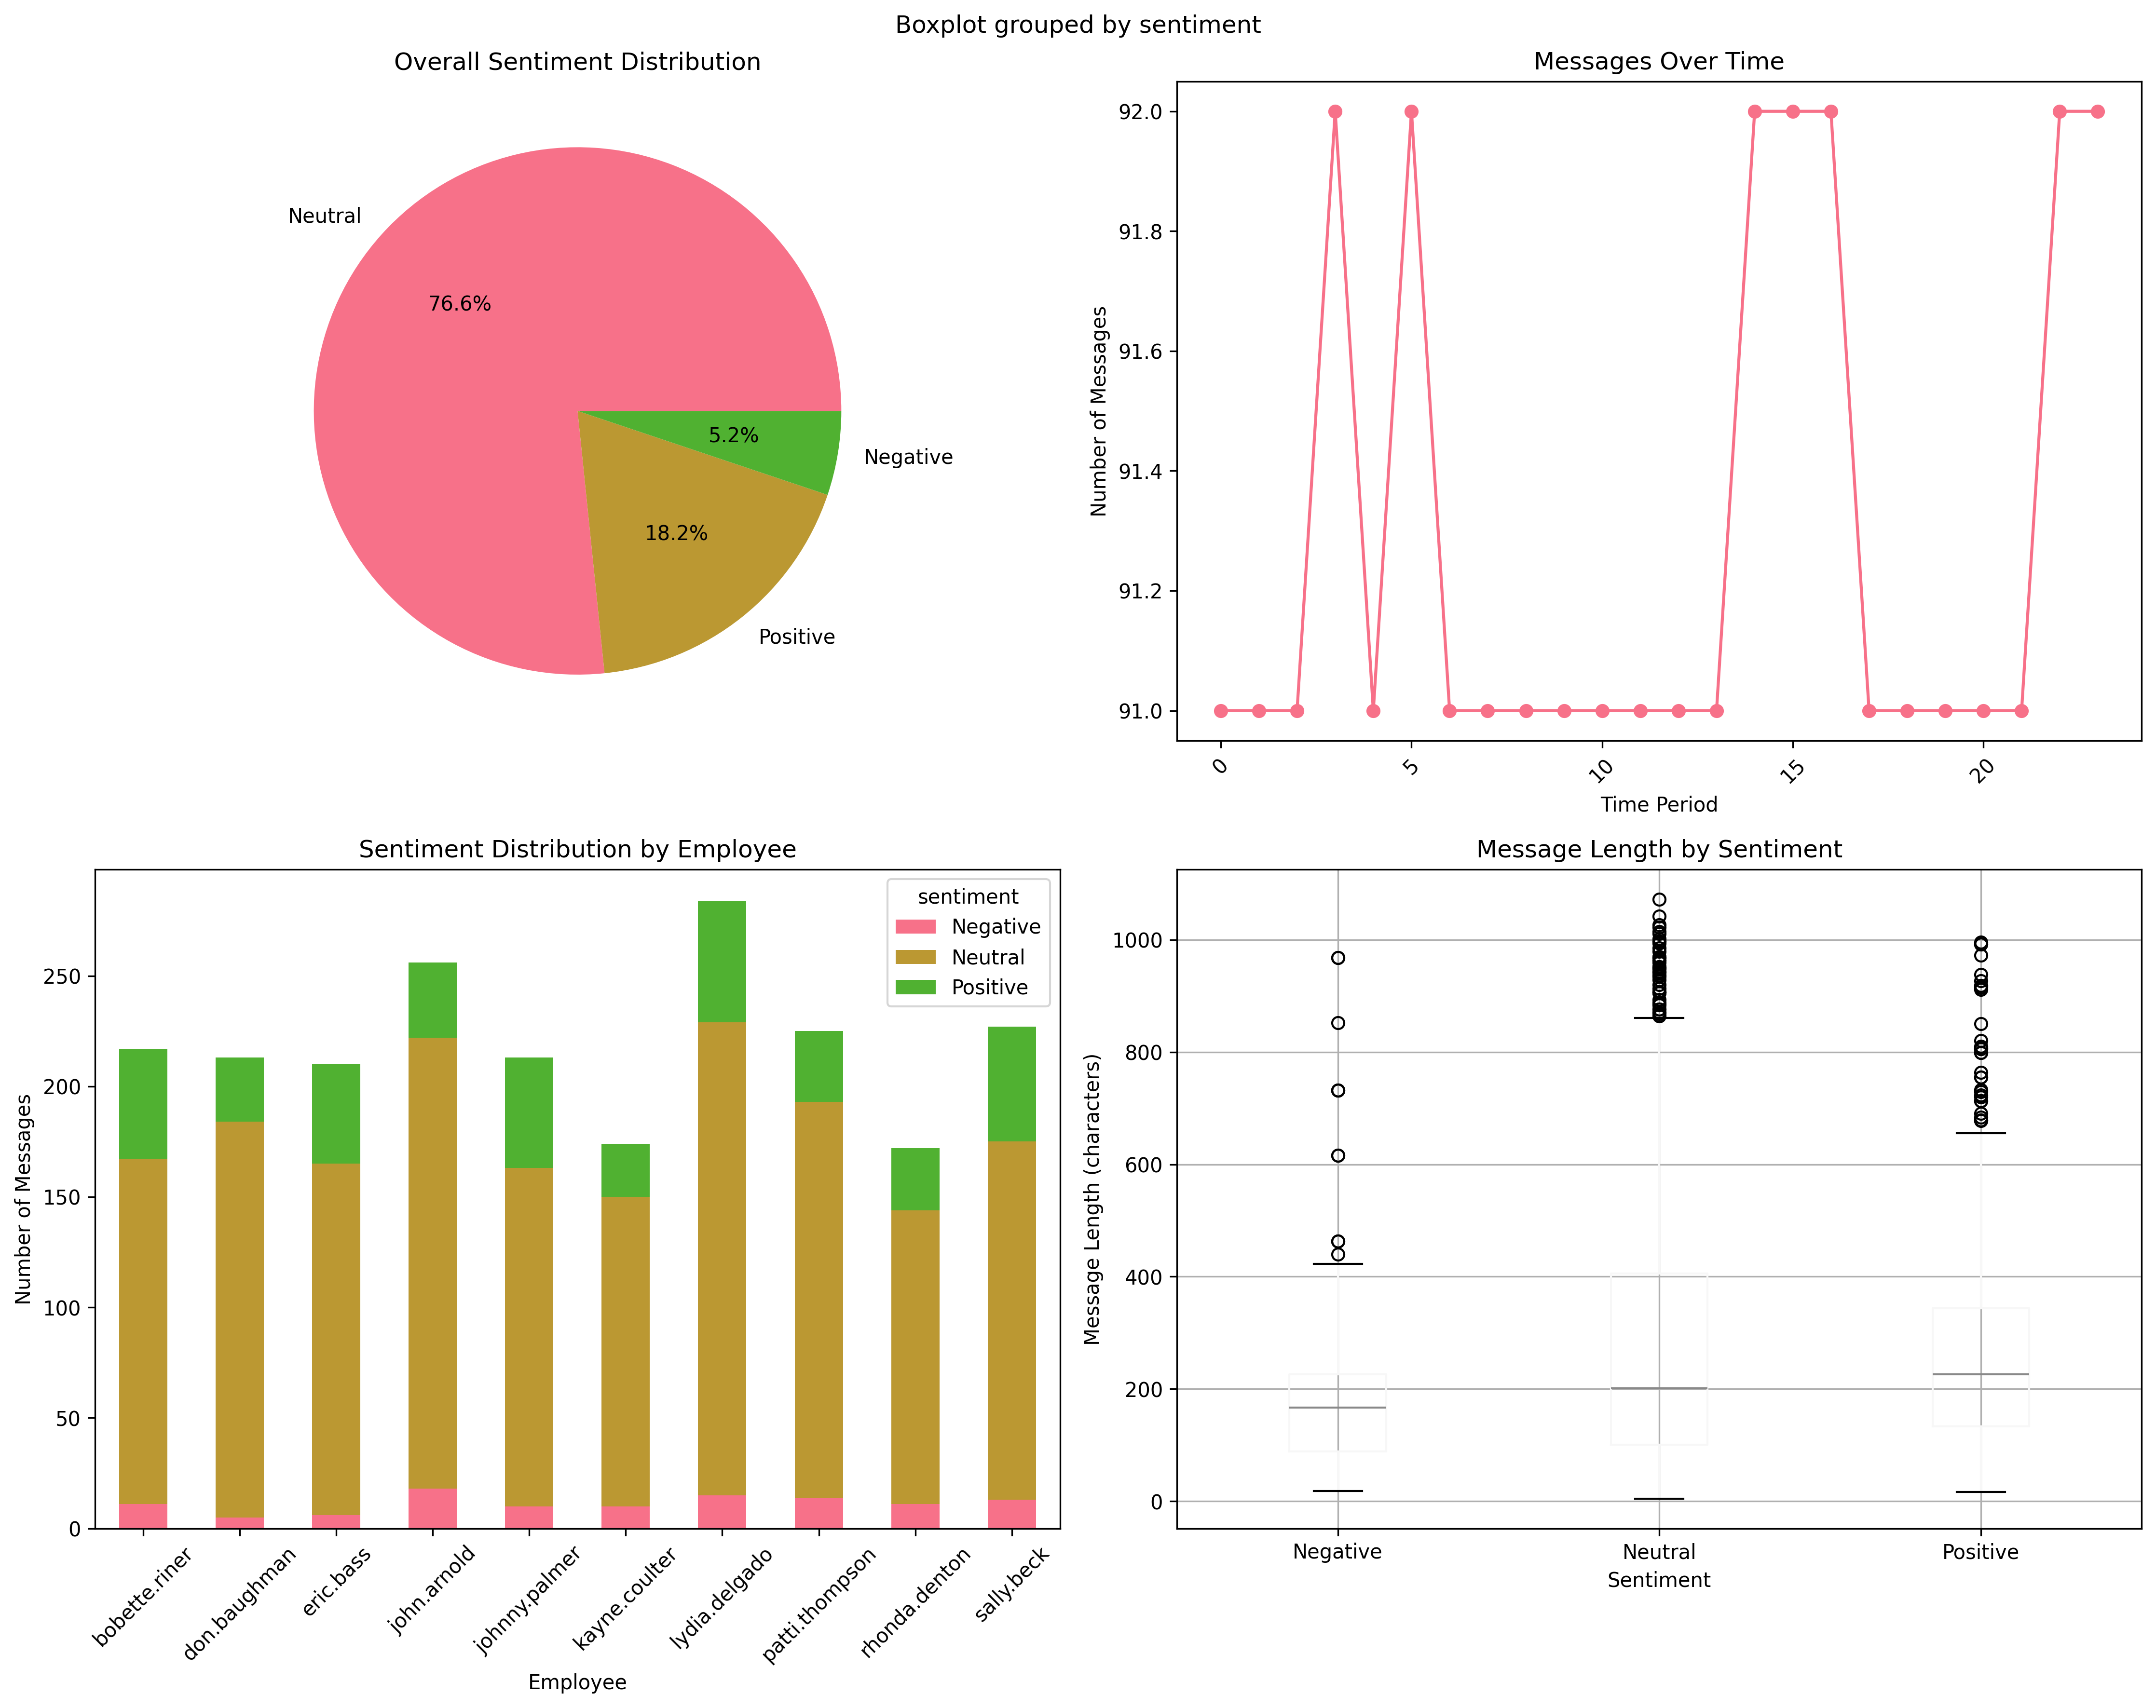 Boxplot grouped by sentiment
Overall Sentiment Distribution
Neutral
76.6%
5.2%
Negative
18.2%
Positive
Messages Over Time
92.0
91.8
91.6
91.4
91.2
91.0
Number of Messages
0
5
10
15
20
Time Period
Sentiment Distribution by Employee
sentiment
Negative
Neutral
Positive
250
200
150
100
50
0
Number of Messages
bobette.riner
don.baughman
eric.bass
john.arnold
johnny.palmer
kayne.coulter
lydia.delgado
patti.thompson
rhonda.denton
sally.beck
Employee
Message Length by Sentiment
1000
800
600
400
200
0
Message Length (characters)
Negative
Neutral
Positive
Sentiment